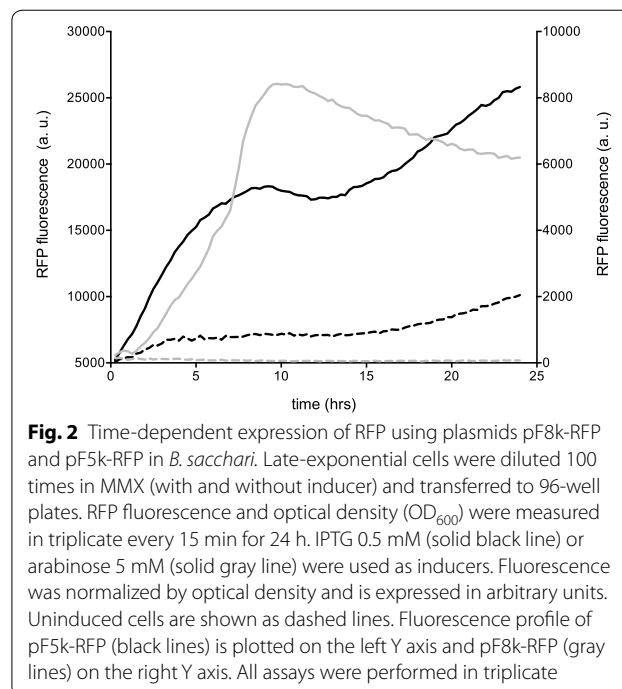 30000
25000
20000
15000
10000
5000
RFP fluorescence (a. u.)
10000
8000
6000
4000
2000
0
RFP fluorescence (a. u.)
0 5 10 15 20 25
time (hrs)
Fig. 2 Time-dependent expression of RFP using plasmids pF8k-RFP
and pF5k-RFP in B. sacchari. Late-exponential cells were diluted 100
times in MMX (with and without inducer) and transferred to 96-well
plates. RFP fluorescence and optical density (OD600) were measured
in triplicate every 15 min for 24 h. IPTG 0.5 mM (solid black line) or
arabinose 5 mM (solid gray line) were used as inducers. Fluorescence
was normalized by optical density and is expressed in arbitrary units.
Uninduced cells are shown as dashed lines. Fluorescence profile of
pF5k-RFP (black lines) is plotted on the left Y axis and pF8k-RFP (gray
lines) on the right Y axis. All assays were performed in triplicate